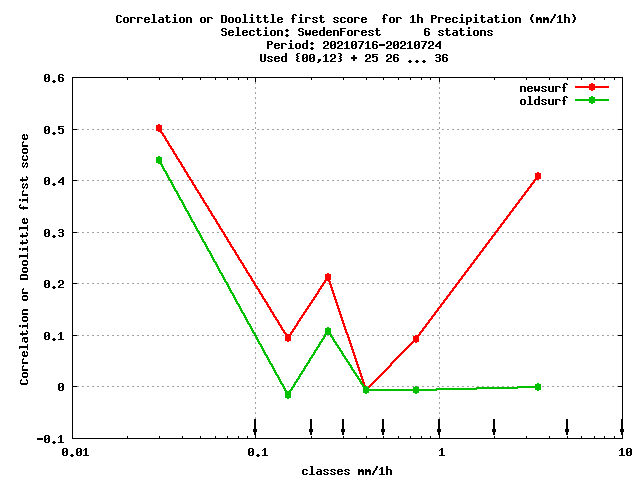 Correlation or Doolittle first score  for 1h Precipitation (mm/1h)
Selection: SwedenForest      6 stations
Period: 20210716-20210724
Used {00,12} + 25 26 ... 36
newsurf
oldsurf
0.6
0.5
0.4
0.3
0.2
0.1
0
-0.1
Correlation or Doolittle first score
0.01 0.1 1 10
classes mm/1h